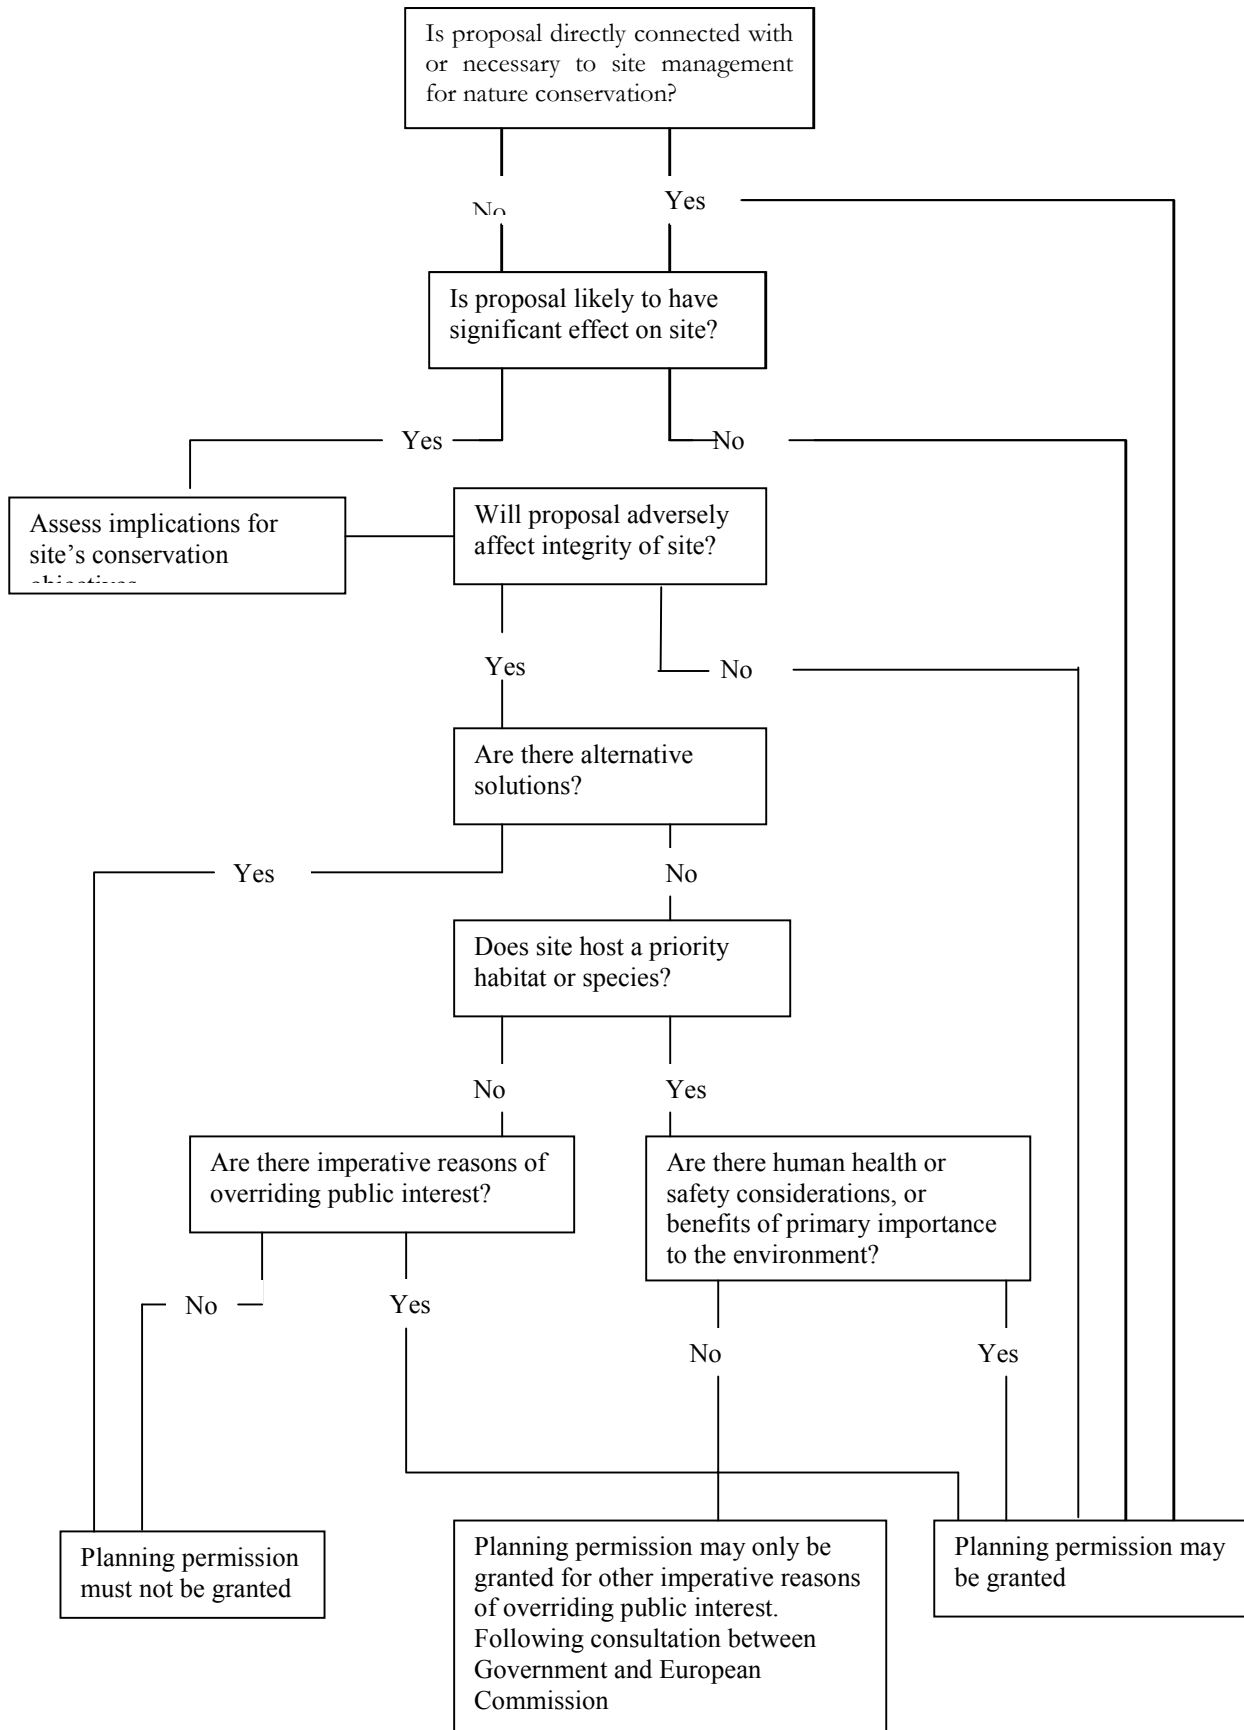 Is proposal directly connected with
or necessary to site management
for nature conservation?
No
Yes
Is proposal likely to have
significant effect on site?
Yes
No
Assess implications for
site’s conservation
objectives
Will proposal adversely
affect integrity of site?
Yes
No
Are there alternative
solutions?
Yes
No
Does site host a priority
habitat or species?
No
Yes
Are there imperative reasons of
overriding public interest?
Are there human health or
safety considerations, or
benefits of primary importance
to the environment?
No
Yes
No
Yes
Planning permission
must not be granted
Planning permission may only be
granted for other imperative reasons
of overriding public interest.
Following consultation between
Government and European
Commission
Planning permission may
be granted